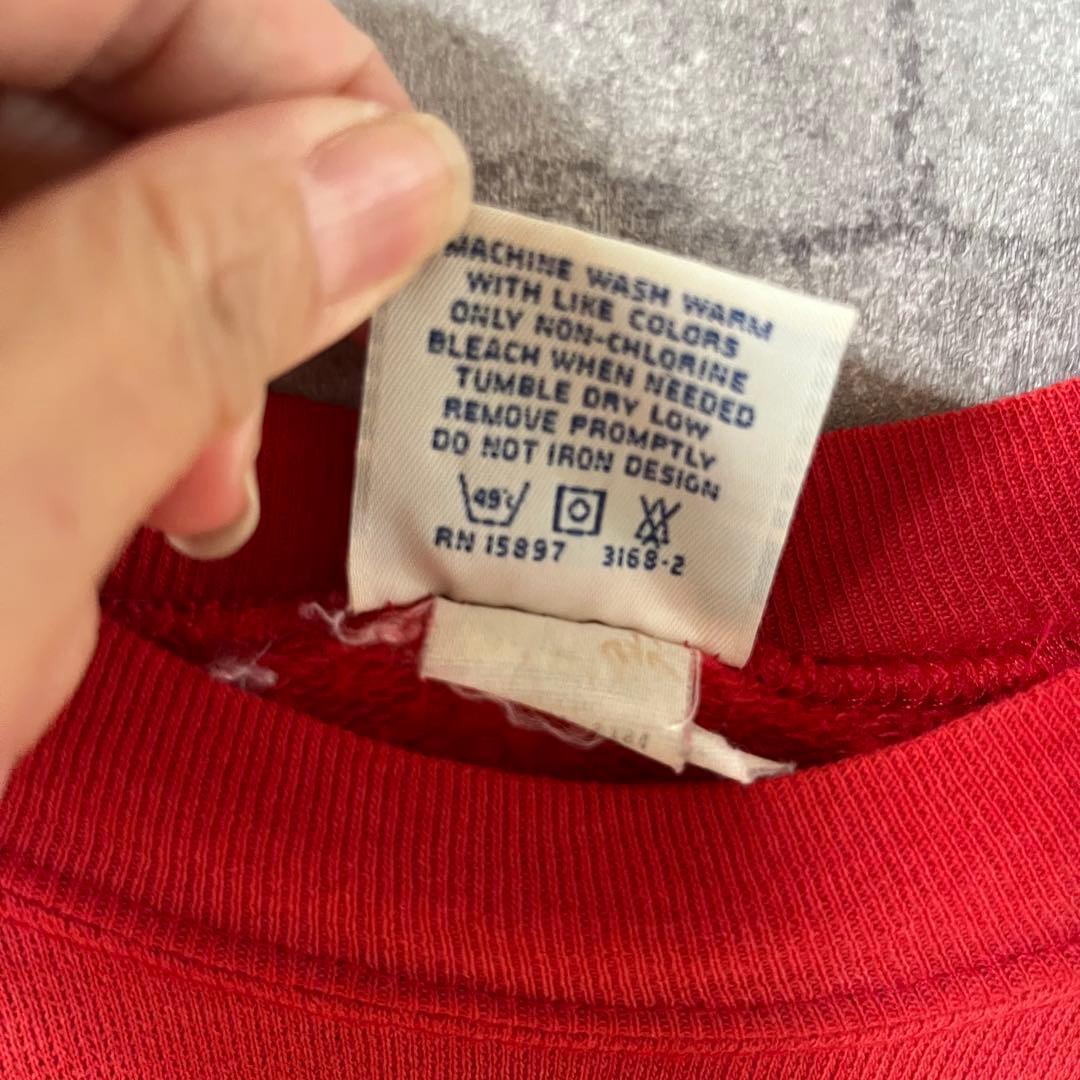 MACHINE WASH WARM
WITH LIKE COLORS
ONLY NON-CHLORINE
BLEACH WHEN NEEDED
TUMBLE DRY LOW
REMOVE PROMPTLY
DO NOT IRON DESIGN
49°C
RN 15897 3168-2